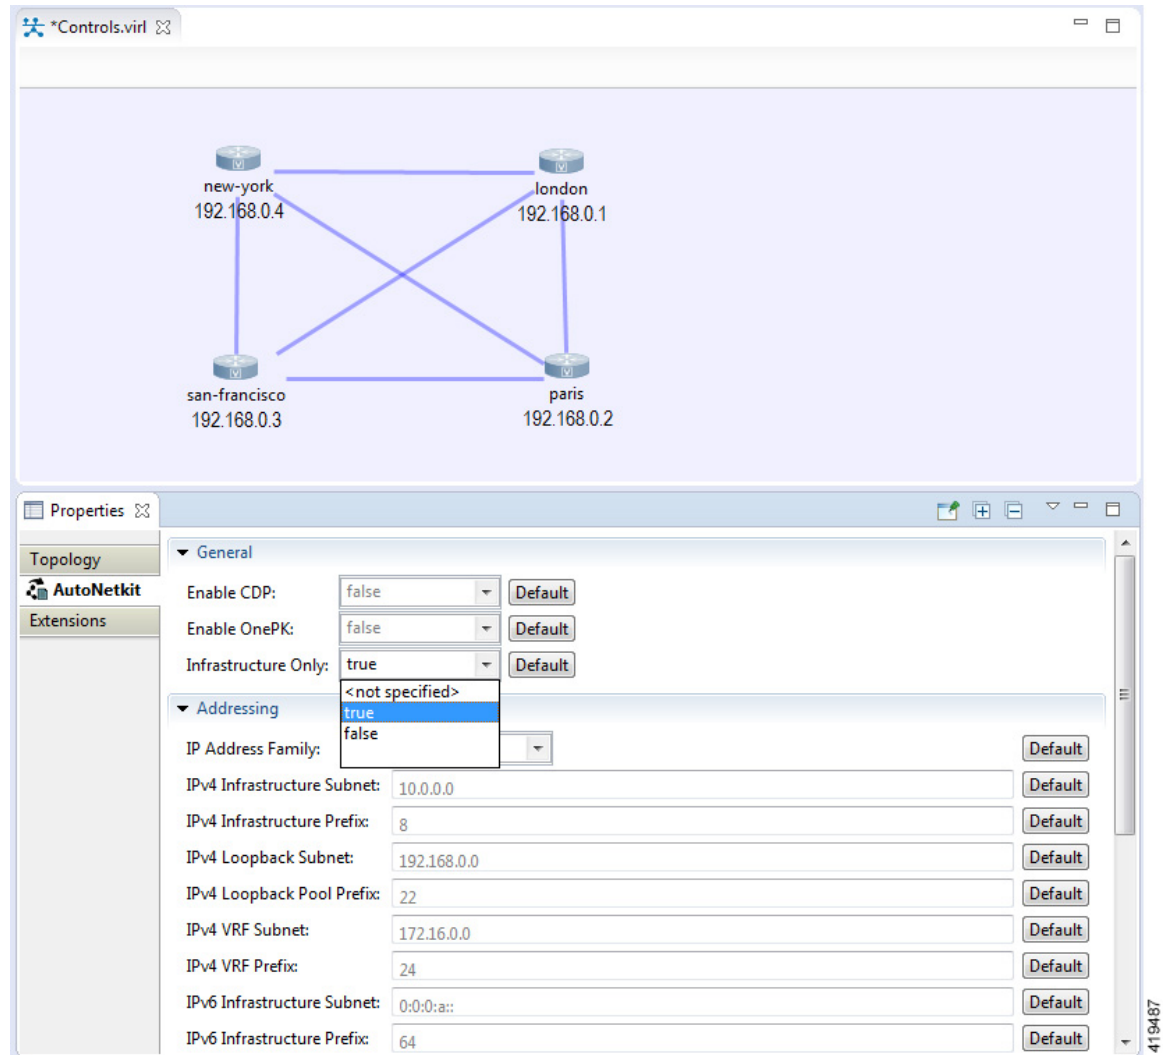 *Controls.virl
new-york
192.168.0.4
london
192.168.0.1
san-francisco
192.168.0.3
paris
192.168.0.2
Properties
Topology
AutoNetkit
Extensions
General
Enable CDP: false Default
Enable OnePK: false Default
Infrastructure Only: true Default
<not specified>
true
false
Addressing
IP Address Family: Default
IPv4 Infrastructure Subnet: 10.0.0.0 Default
IPv4 Infrastructure Prefix: 8 Default
IPv4 Loopback Subnet: 192.168.0.0 Default
IPv4 Loopback Pool Prefix: 22 Default
IPv4 VRF Subnet: 172.16.0.0 Default
IPv4 VRF Prefix: 24 Default
IPv6 Infrastructure Subnet: 0:0:0:a:: Default
IPv6 Infrastructure Prefix: 64 Default
419487